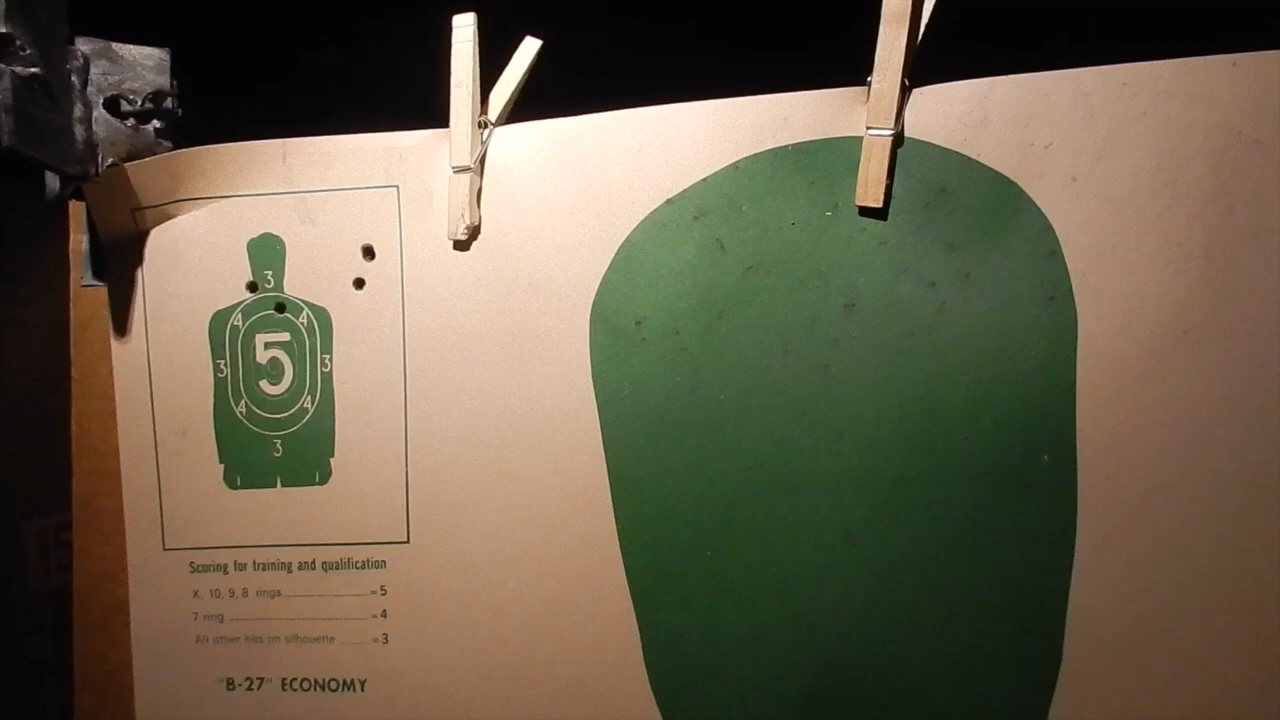 3
4 4
5
3 3
4 4
3
Scoring for training and qualification
X, 10, 9, 8 rings = 5
7 ring = 4
All other hits on silhouette = 3
"B-27" ECONOMY